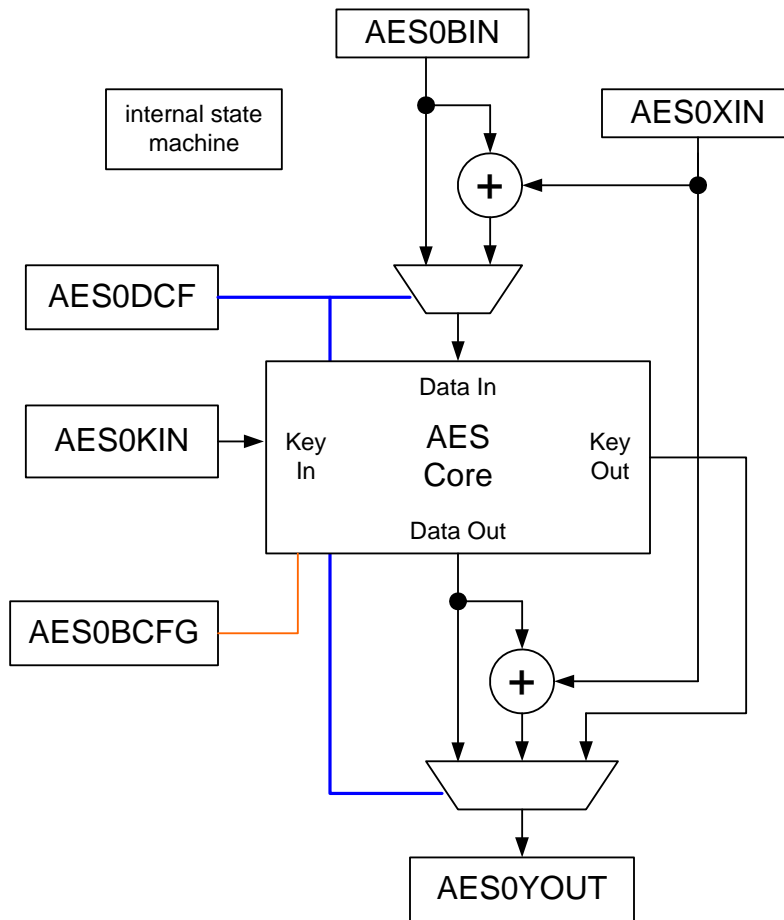 AES0BIN
internal state
machine
AES0XIN
+
AES0DCF
Data In
AES0KIN
Key
In
AES
Core
Key
Out
Data Out
AES0BCFG
+
AES0YOUT